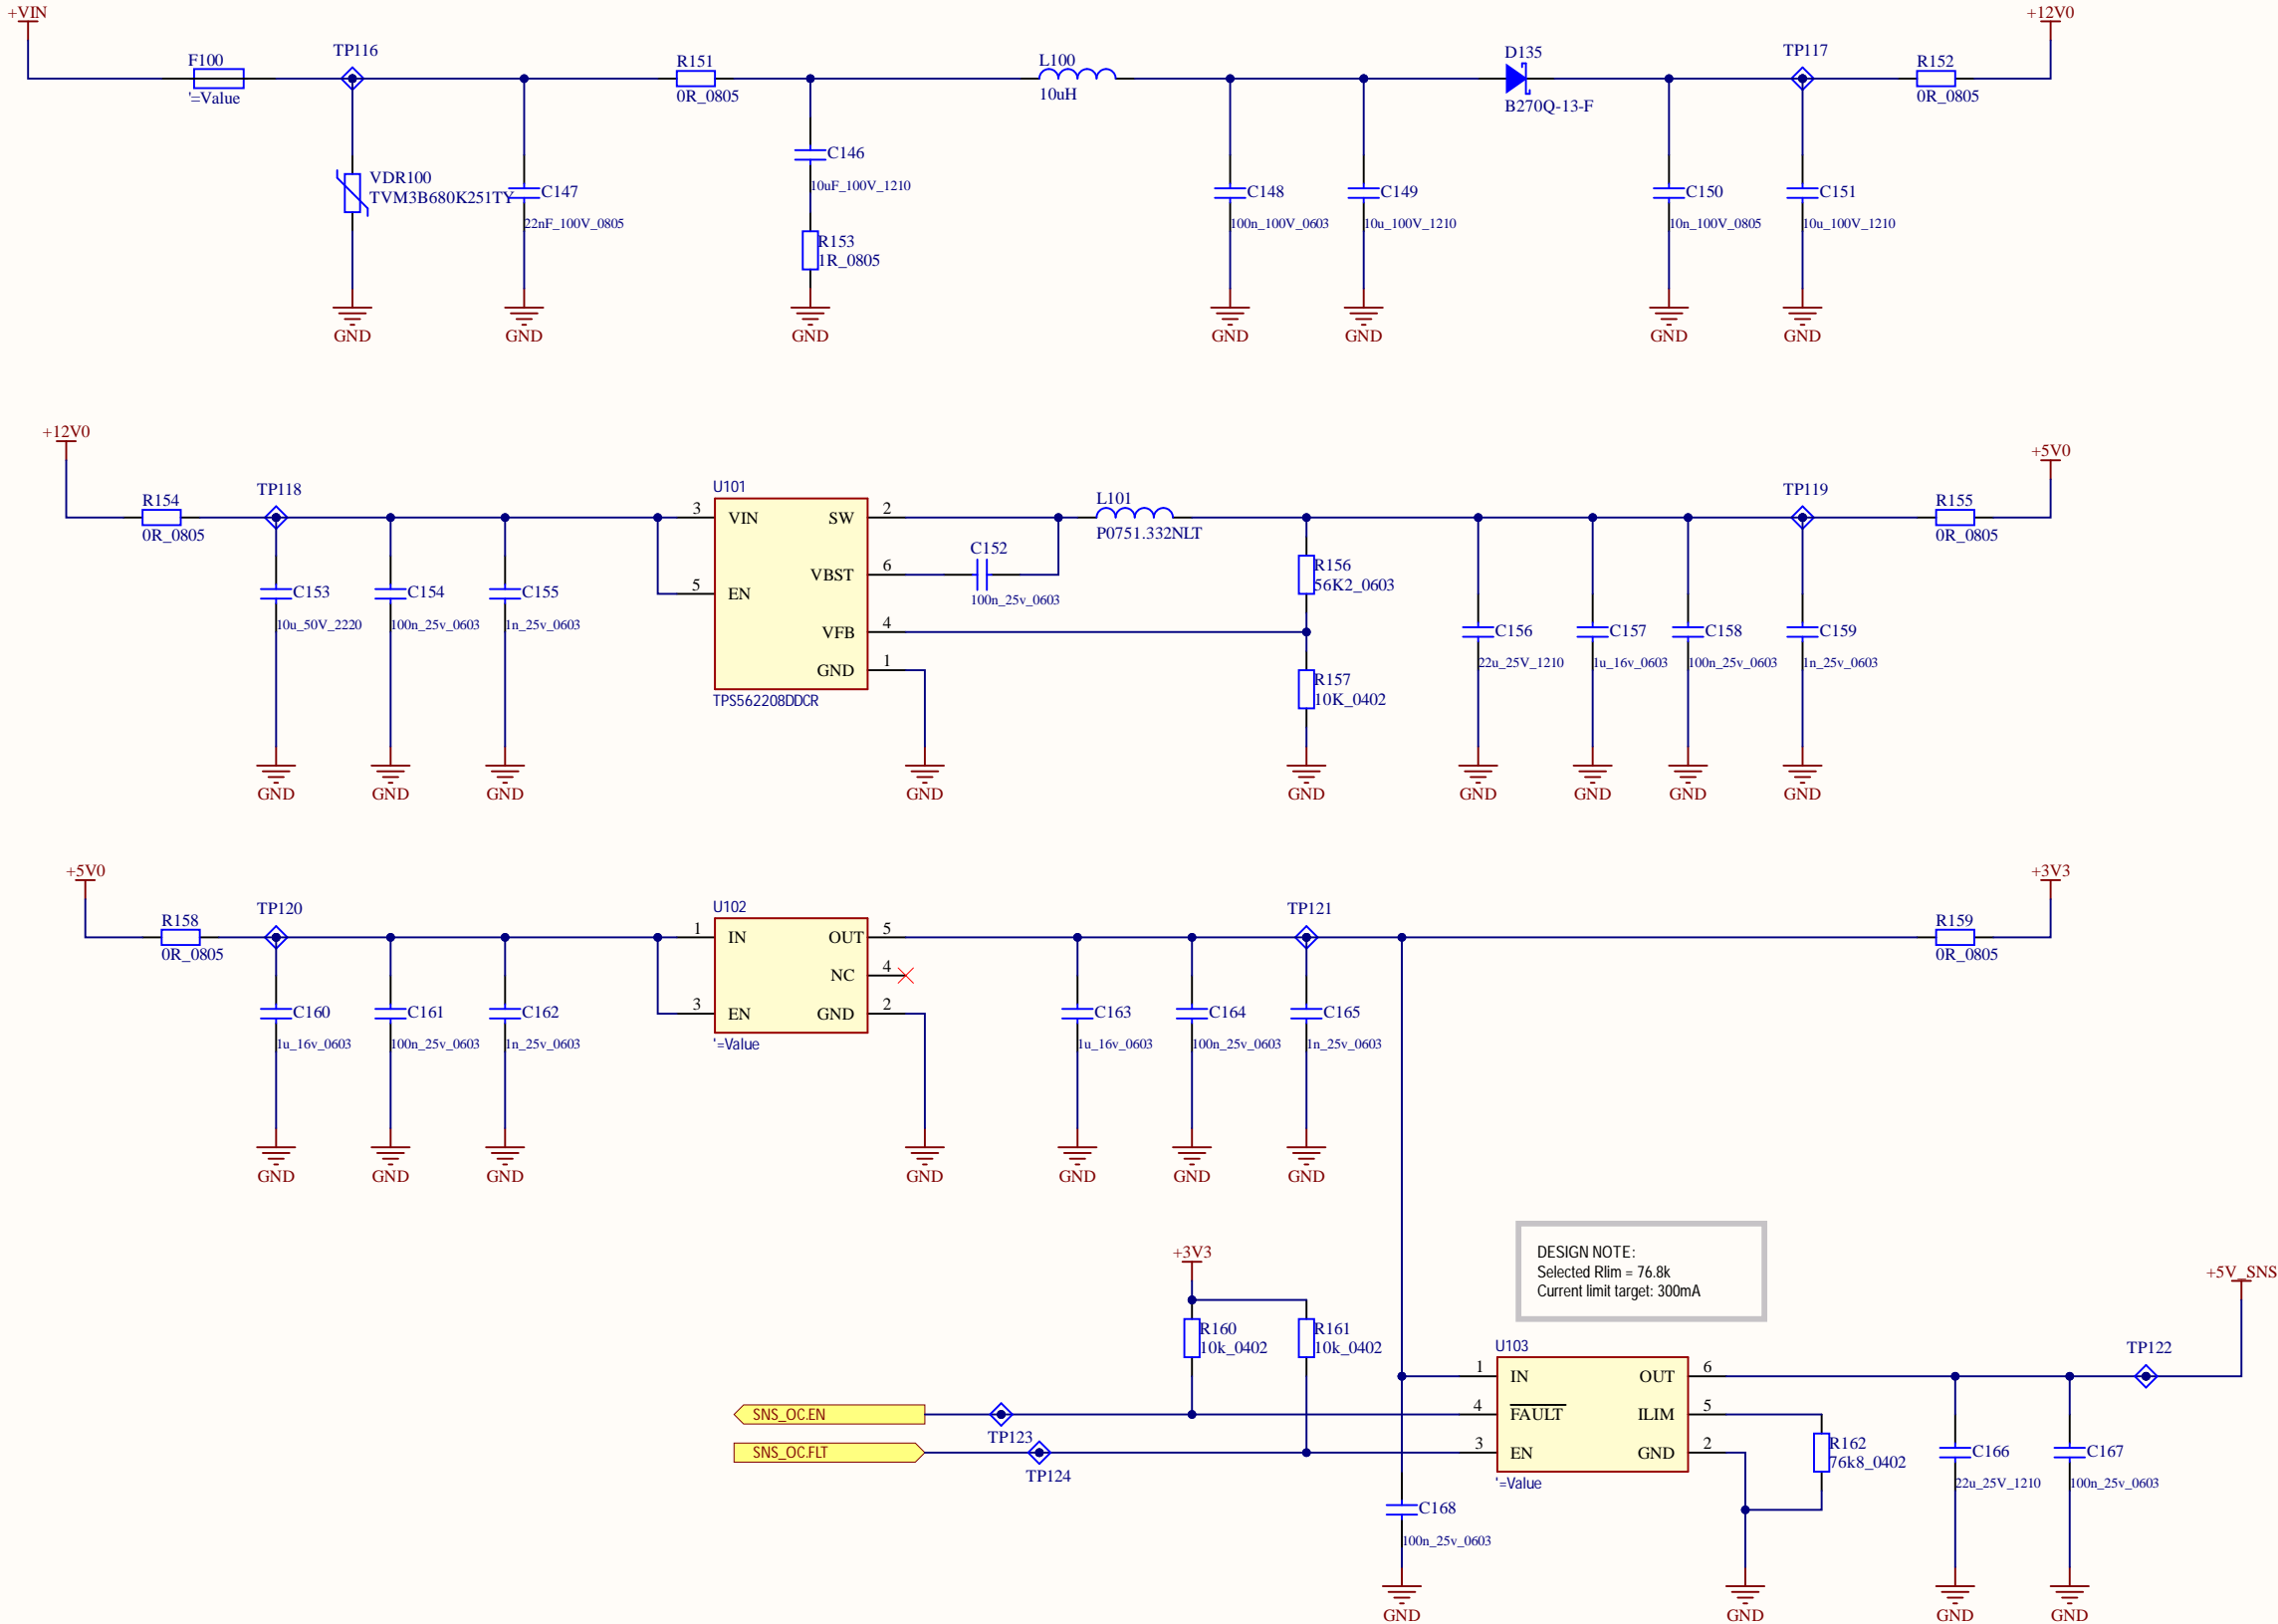 +VIN
F100
'=Value
TP116
VDR100
TVM3B680K251TY
C147
22nF_100V_0805
R151
0R_0805
C146
10uF_100V_1210
R153
1R_0805
L100
10uH
C148
100n_100V_0603
C149
10u_100V_1210
D135
B270Q-13-F
C150
10n_100V_0805
TP117
C151
10u_100V_1210
R152
0R_0805
+12V0
GND
GND
GND
GND
GND
GND
GND
+12V0
R154
0R_0805
TP118
C153
10u_50V_2220
C154
100n_25v_0603
C155
1n_25v_0603
U101
3 VIN SW 2
VBST 6
5 EN
VFB 4
GND 1
TPS562208DDCR
C152
100n_25v_0603
L101
P0751.332NLT
R156
56K2_0603
R157
10K_0402
C156
22u_25V_1210
C157
1u_16v_0603
C158
100n_25v_0603
TP119
C159
1n_25v_0603
R155
0R_0805
+5V0
GND
GND
GND
GND
GND
GND
GND
GND
GND
+5V0
R158
0R_0805
TP120
C160
1u_16v_0603
C161
100n_25v_0603
C162
1n_25v_0603
U102
1 IN OUT 5
NC 4
3 EN GND 2
'=Value
C163
1u_16v_0603
C164
100n_25v_0603
TP121
C165
1n_25v_0603
R159
0R_0805
+3V3
GND
GND
GND
GND
GND
GND
GND
DESIGN NOTE:
Selected Rlim = 76.8k
Current limit target: 300mA
+3V3
R160
10k_0402
R161
10k_0402
SNS_OC.EN
TP123
SNS_OC.FLT
TP124
U103
1 IN OUT 6
4 FAULT ILIM 5
3 EN GND 2
'=Value
R162
76k8_0402
TP122
+5V_SNS
C166
22u_25V_1210
C167
100n_25v_0603
C168
100n_25v_0603
GND
GND
GND
GND